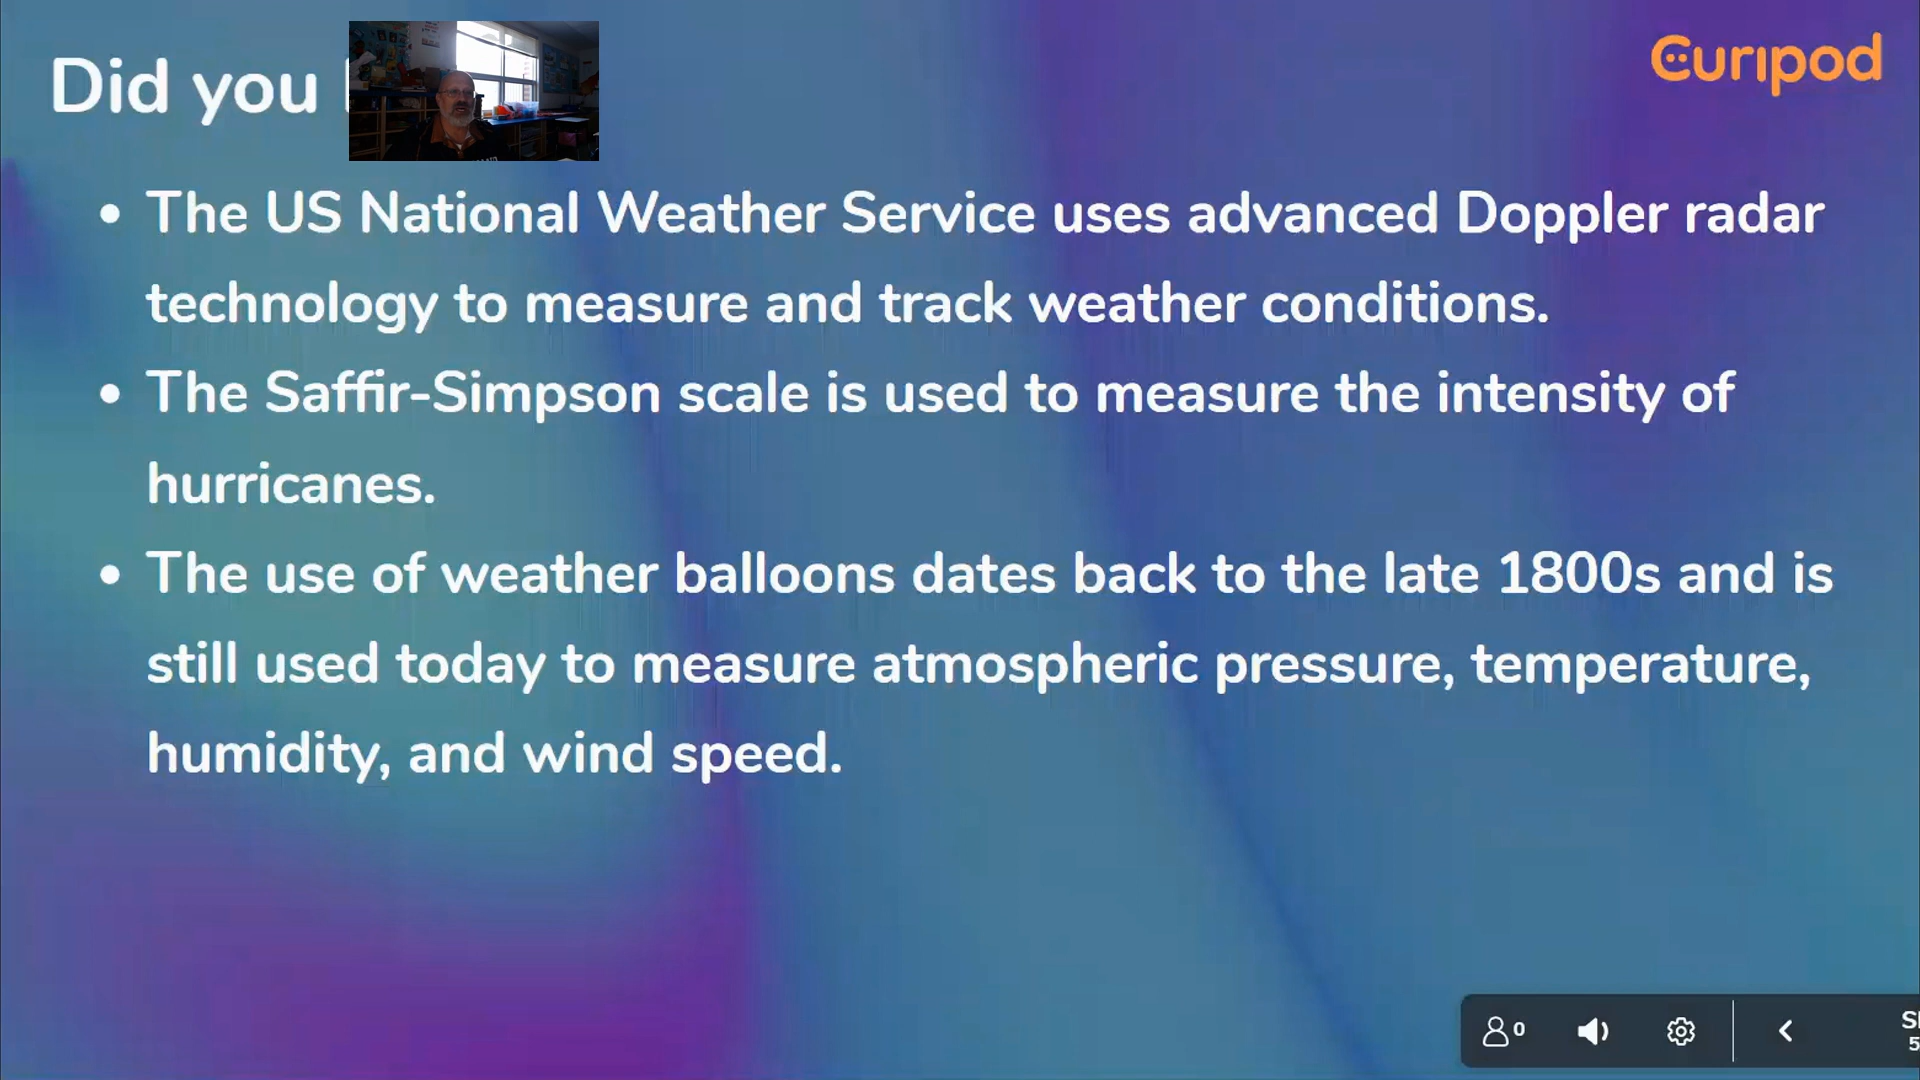 Did you
Curipod
The US National Weather Service uses advanced Doppler radar
technology to measure and track weather conditions.
The Saffir-Simpson scale is used to measure the intensity of
hurricanes.
The use of weather balloons dates back to the late 1800s and is
still used today to measure atmospheric pressure, temperature,
humidity, and wind speed.
0